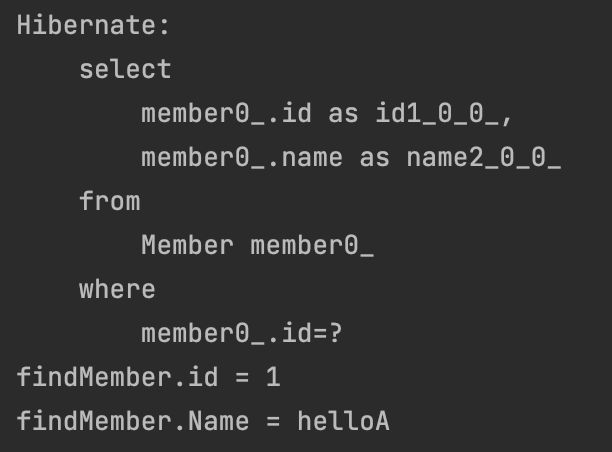 Hibernate:
    select
        member0_.id as id1_0_0_,
        member0_.name as name2_0_0_
    from
        Member member0_
    where
        member0_.id=?
findMember.id = 1
findMember.Name = helloA